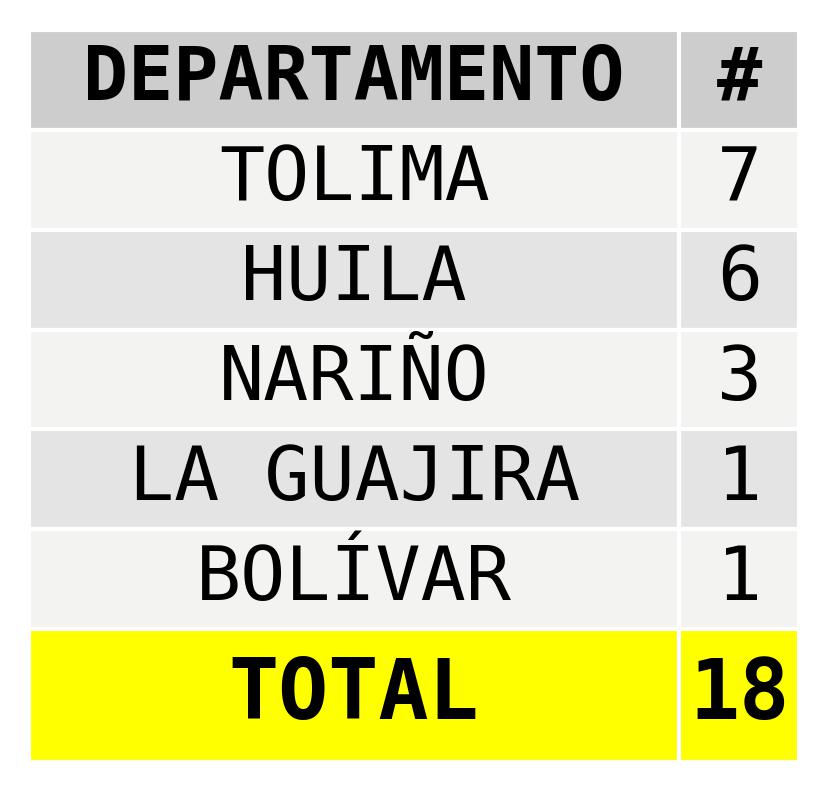 DEPARTAMENTO #
TOLIMA 7
HUILA 6
NARIÑO 3
LA GUAJIRA 1
BOLÍVAR 1
TOTAL 18